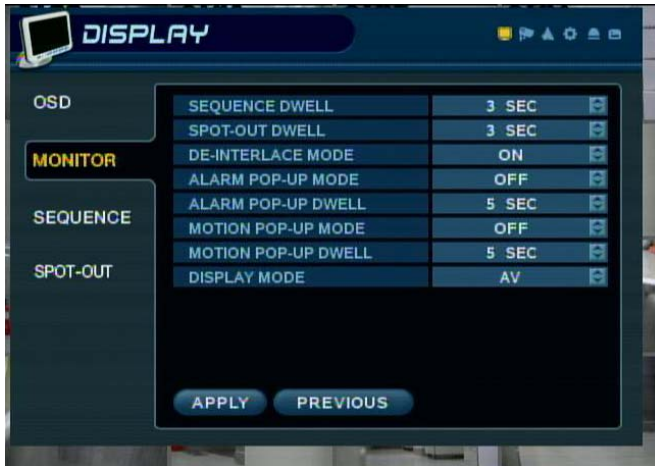 DISPLAY
OSD
MONITOR
SEQUENCE
SPOT-OUT
SEQUENCE DWELL 3 SEC
SPOT-OUT DWELL 3 SEC
DE-INTERLACE MODE ON
ALARM POP-UP MODE OFF
ALARM POP-UP DWELL 5 SEC
MOTION POP-UP MODE OFF
MOTION POP-UP DWELL 5 SEC
DISPLAY MODE AV
APPLY PREVIOUS